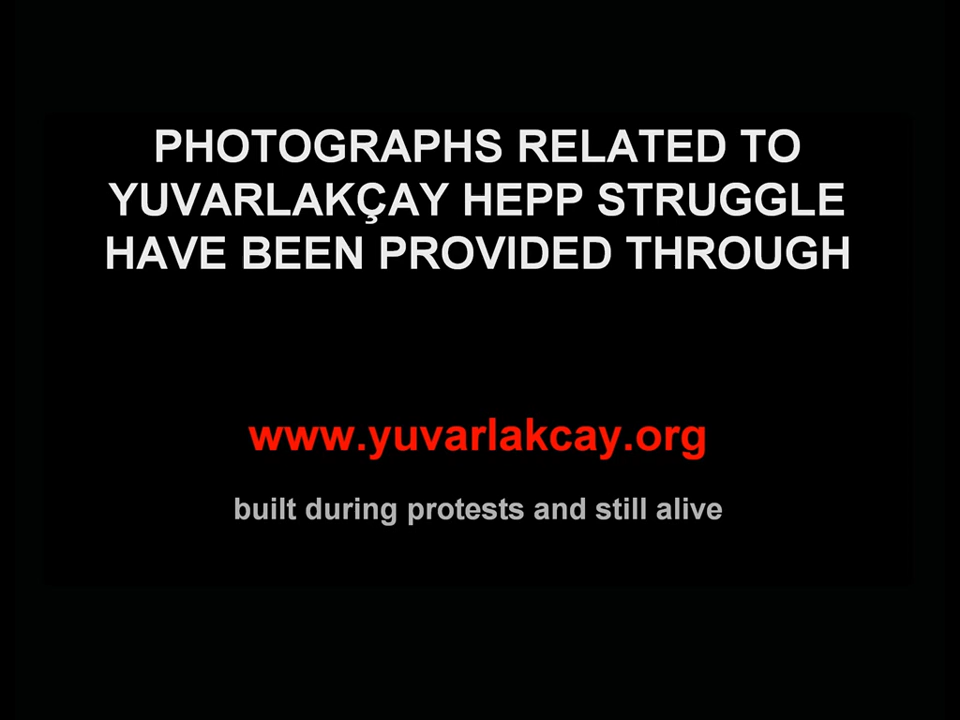 PHOTOGRAPHS RELATED TO
YUVARLAKÇAY HEPP STRUGGLE
HAVE BEEN PROVIDED THROUGH
www.yuvarlakcay.org
built during protests and still alive